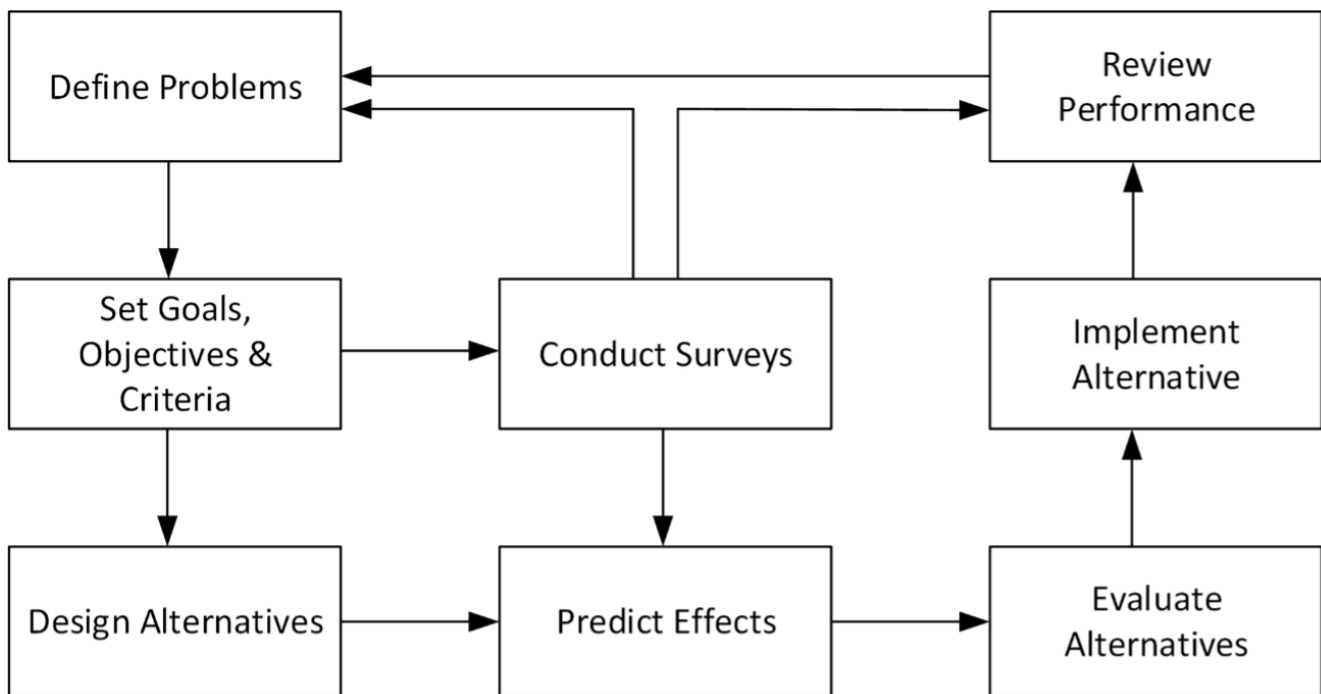 Define Problems
Review
Performance
Set Goals,
Objectives &
Criteria
Conduct Surveys
Implement
Alternative
Design Alternatives
Predict Effects
Evaluate
Alternatives